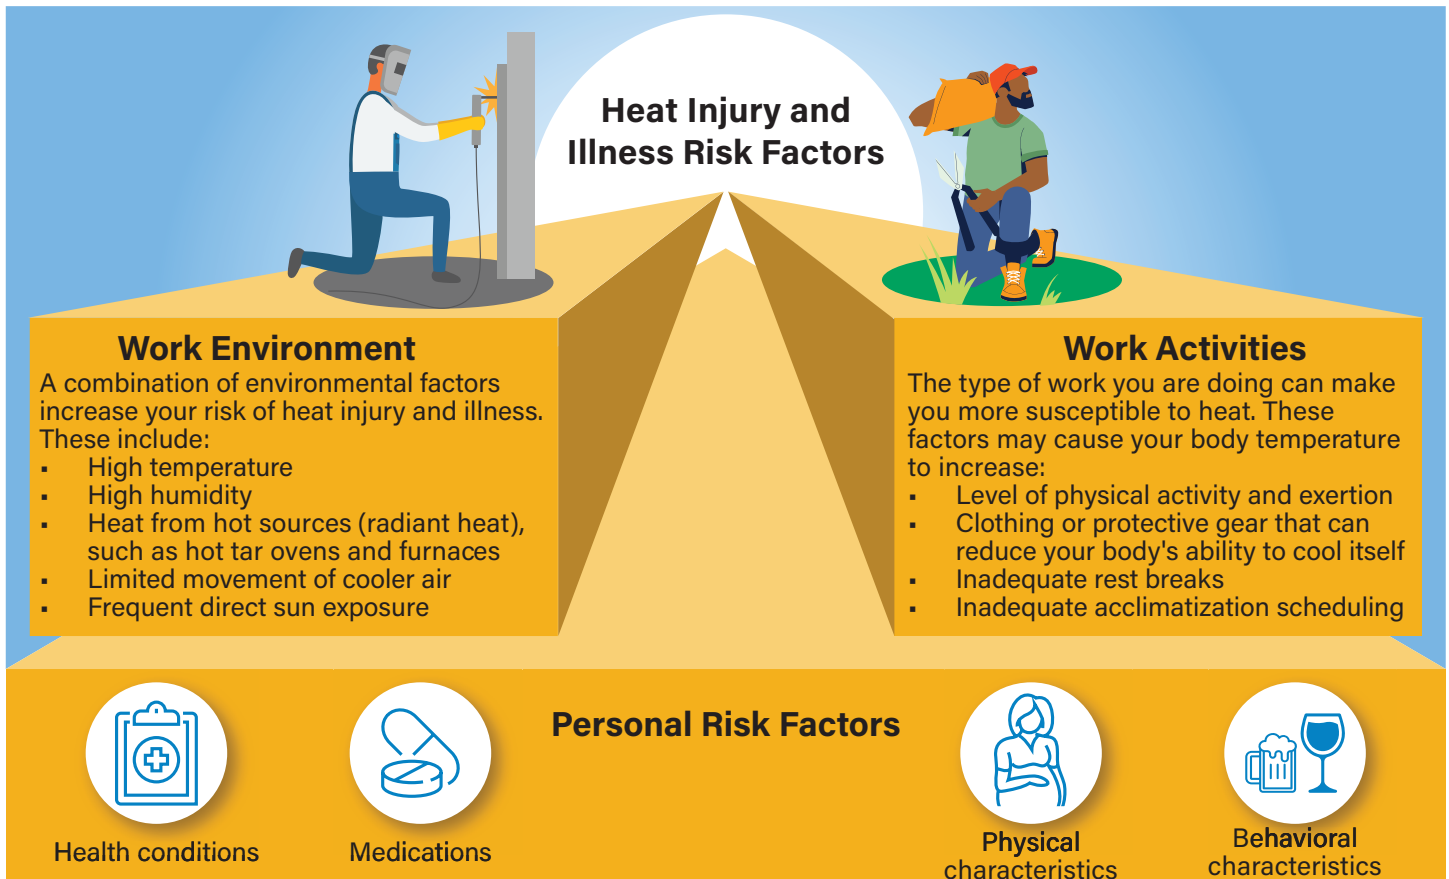 Heat Injury and
Illness Risk Factors
Work Environment
A combination of environmental factors
increase your risk of heat injury and illness.
These include:
▪ High temperature
▪ High humidity
▪ Heat from hot sources (radiant heat),
such as hot tar ovens and furnaces
▪ Limited movement of cooler air
▪ Frequent direct sun exposure
Work Activities
The type of work you are doing can make
you more susceptible to heat. These
factors may cause your body temperature
to increase:
▪ Level of physical activity and exertion
▪ Clothing or protective gear that can
reduce your body's ability to cool itself
▪ Inadequate rest breaks
▪ Inadequate acclimatization scheduling
Personal Risk Factors
Health conditions
Medications
Physical
characteristics
Behavioral
characteristics